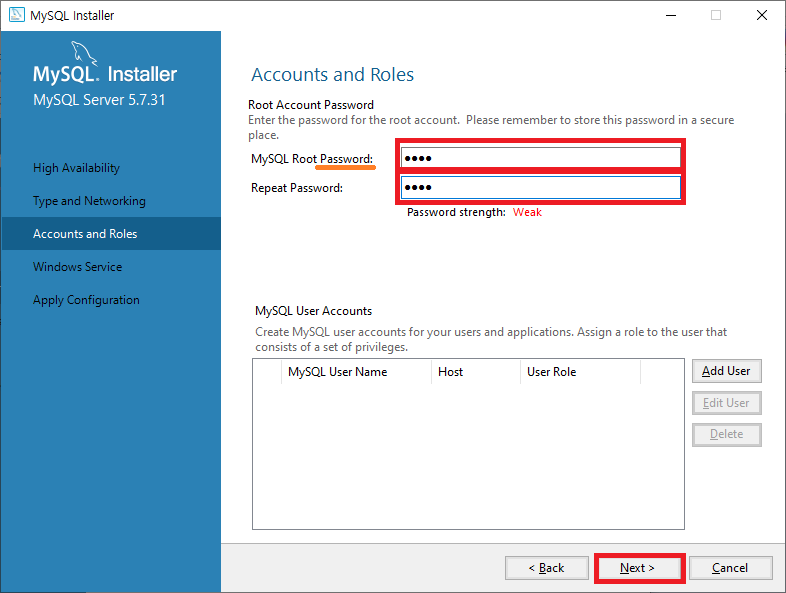 MySQL Installer
MySQL. Installer
MySQL Server 5.7.31
High Availability
Type and Networking
Accounts and Roles
Windows Service
Apply Configuration
Accounts and Roles
Root Account Password
Enter the password for the root account. Please remember to store this password in a secure
place.
MySQL Root Password: ●●●●
Repeat Password: ●●●●
Password strength: Weak
MySQL User Accounts
Create MySQL user accounts for your users and applications. Assign a role to the user that
consists of a set of privileges.
MySQL User Name Host User Role
Add User
Edit User
Delete
< Back Next > Cancel